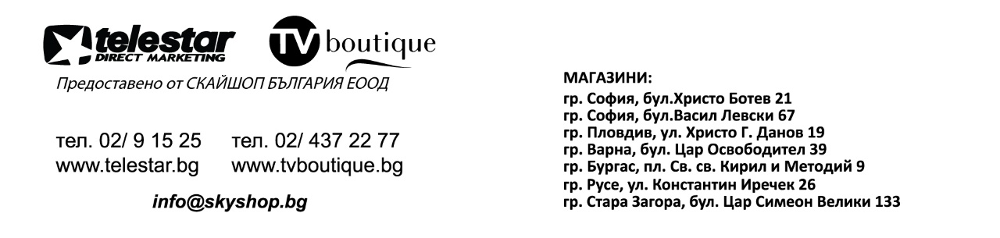 telestar
DIRECT MARKETING
TV boutique
Предоставено от СКАЙШОП БЪЛГАРИЯ ЕООД
тел. 02/ 9 15 25
www.telestar.bg
тел. 02/ 437 22 77
www.tvboutique.bg
info@skyshop.bg
МАГАЗИНИ:
гр. София, бул.Христо Ботев 21
гр. София, бул.Васил Левски 67
гр. Пловдив, ул. Христо Г. Данов 19
гр. Варна, бул. Цар Освободител 39
гр. Бургас, пл. Св. св. Кирил и Методий 9
гр. Русе, ул. Константин Иречек 26
гр. Стара Загора, бул. Цар Симеон Велики 133